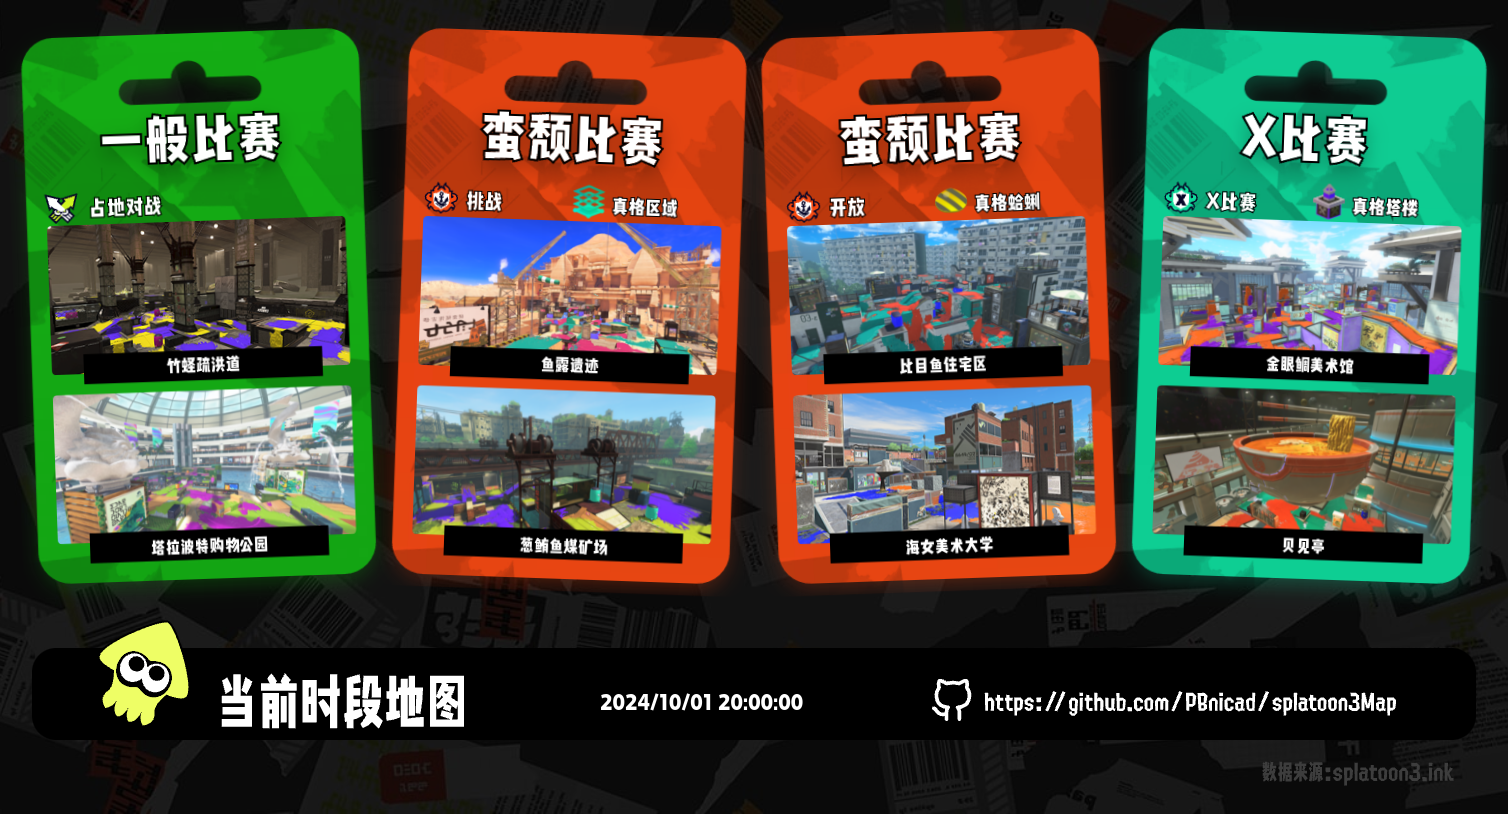 一般比赛
占地对战
竹蛏疏洪道
塔拉波特购物公园
蛮颓比赛
挑战
真格区域
鱼露遗迹
葱鲔鱼煤矿场
蛮颓比赛
开放
真格蛤蜊
比目鱼住宅区
海女美术大学
X比赛
X比赛
真格塔楼
金眼鲷美术馆
贝见亭
当前时段地图
2024/10/01 20:00:00
https://github.com/PBnicad/splatoon3Map
数据来源:splatoon3.ink